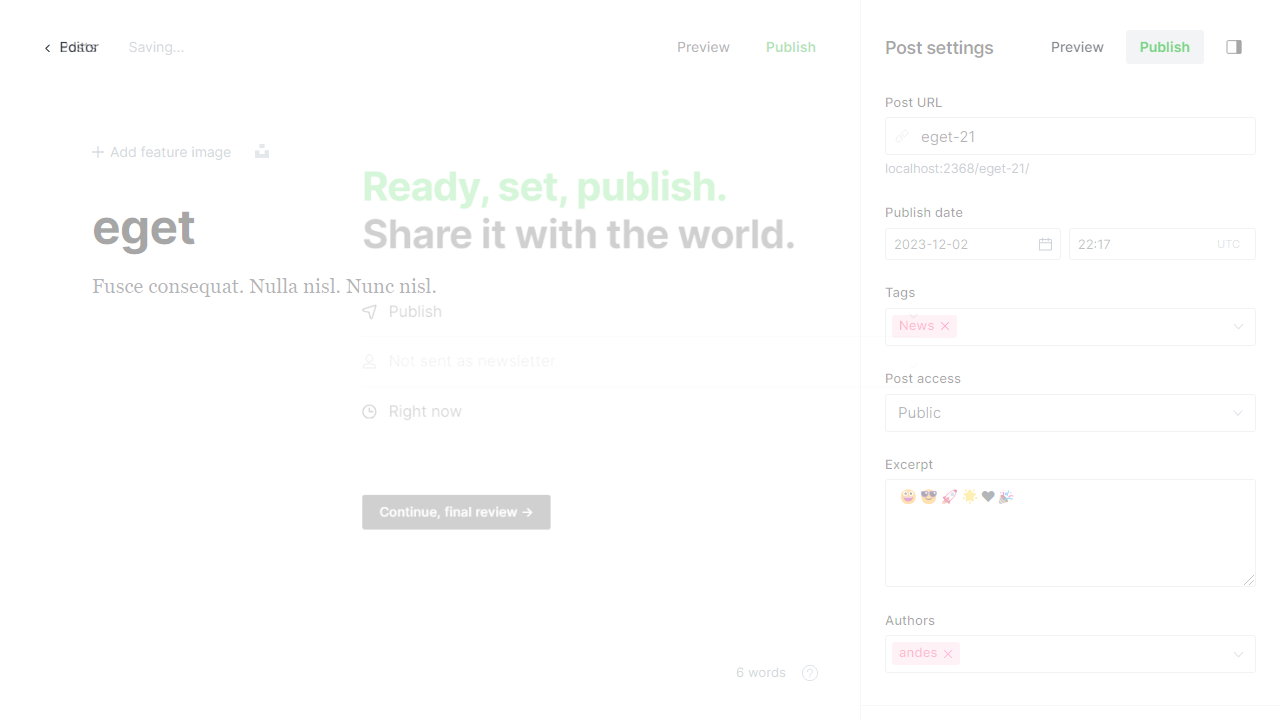 Editor
Posts
Saving...
Preview
Publish
Add feature image
eget
Fusce consequat. Nulla nisl. Nunc nisl.
Ready, set, publish.
Share it with the world.
Publish
Not sent as newsletter
Right now
Continue, final review →
6 words
Post settings
Preview
Publish
Post URL
eget-21
localhost:2368/eget-21/
Publish date
2023-12-02
22:17 UTC
Tags
News ×
Post access
Public
Excerpt
😀 😎 🚀 🌟 ❤ 🎉
Authors
andes ×